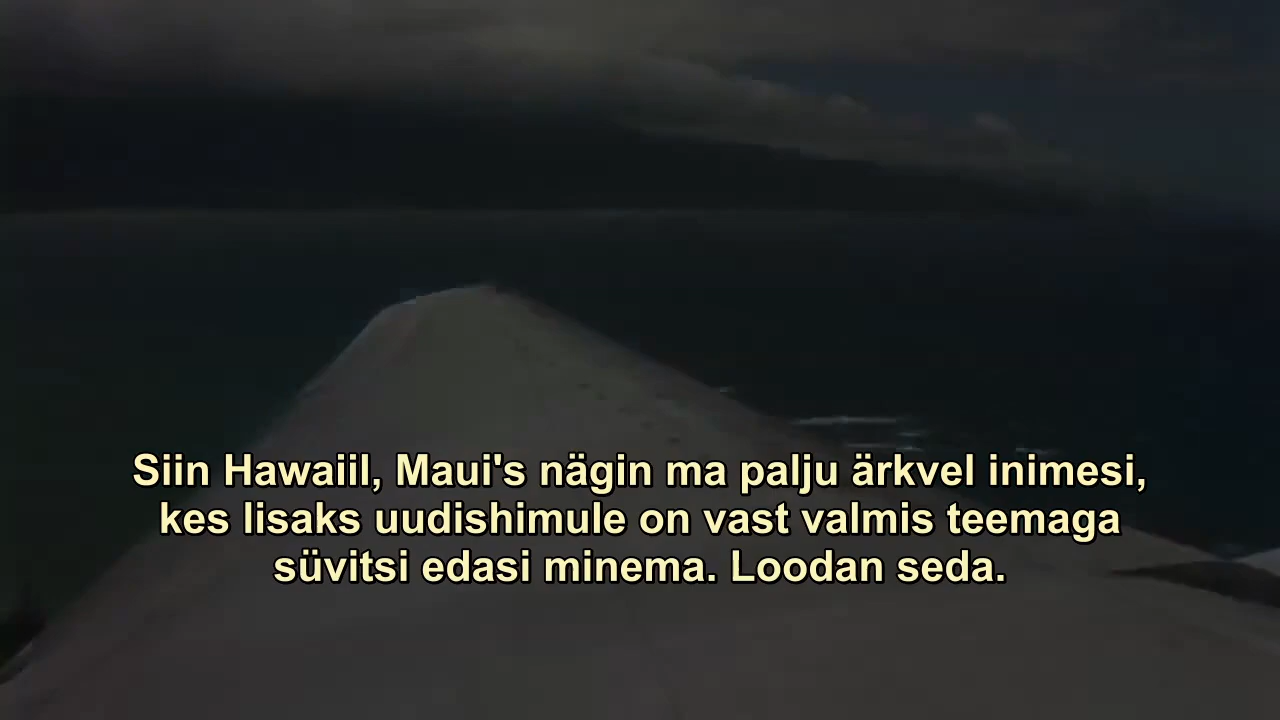 Siin Hawaiil, Maui's nägin ma palju ärkvel inimesi,
kes lisaks uudishimule on vast valmis teemaga
süvitsi edasi minema. Loodan seda.